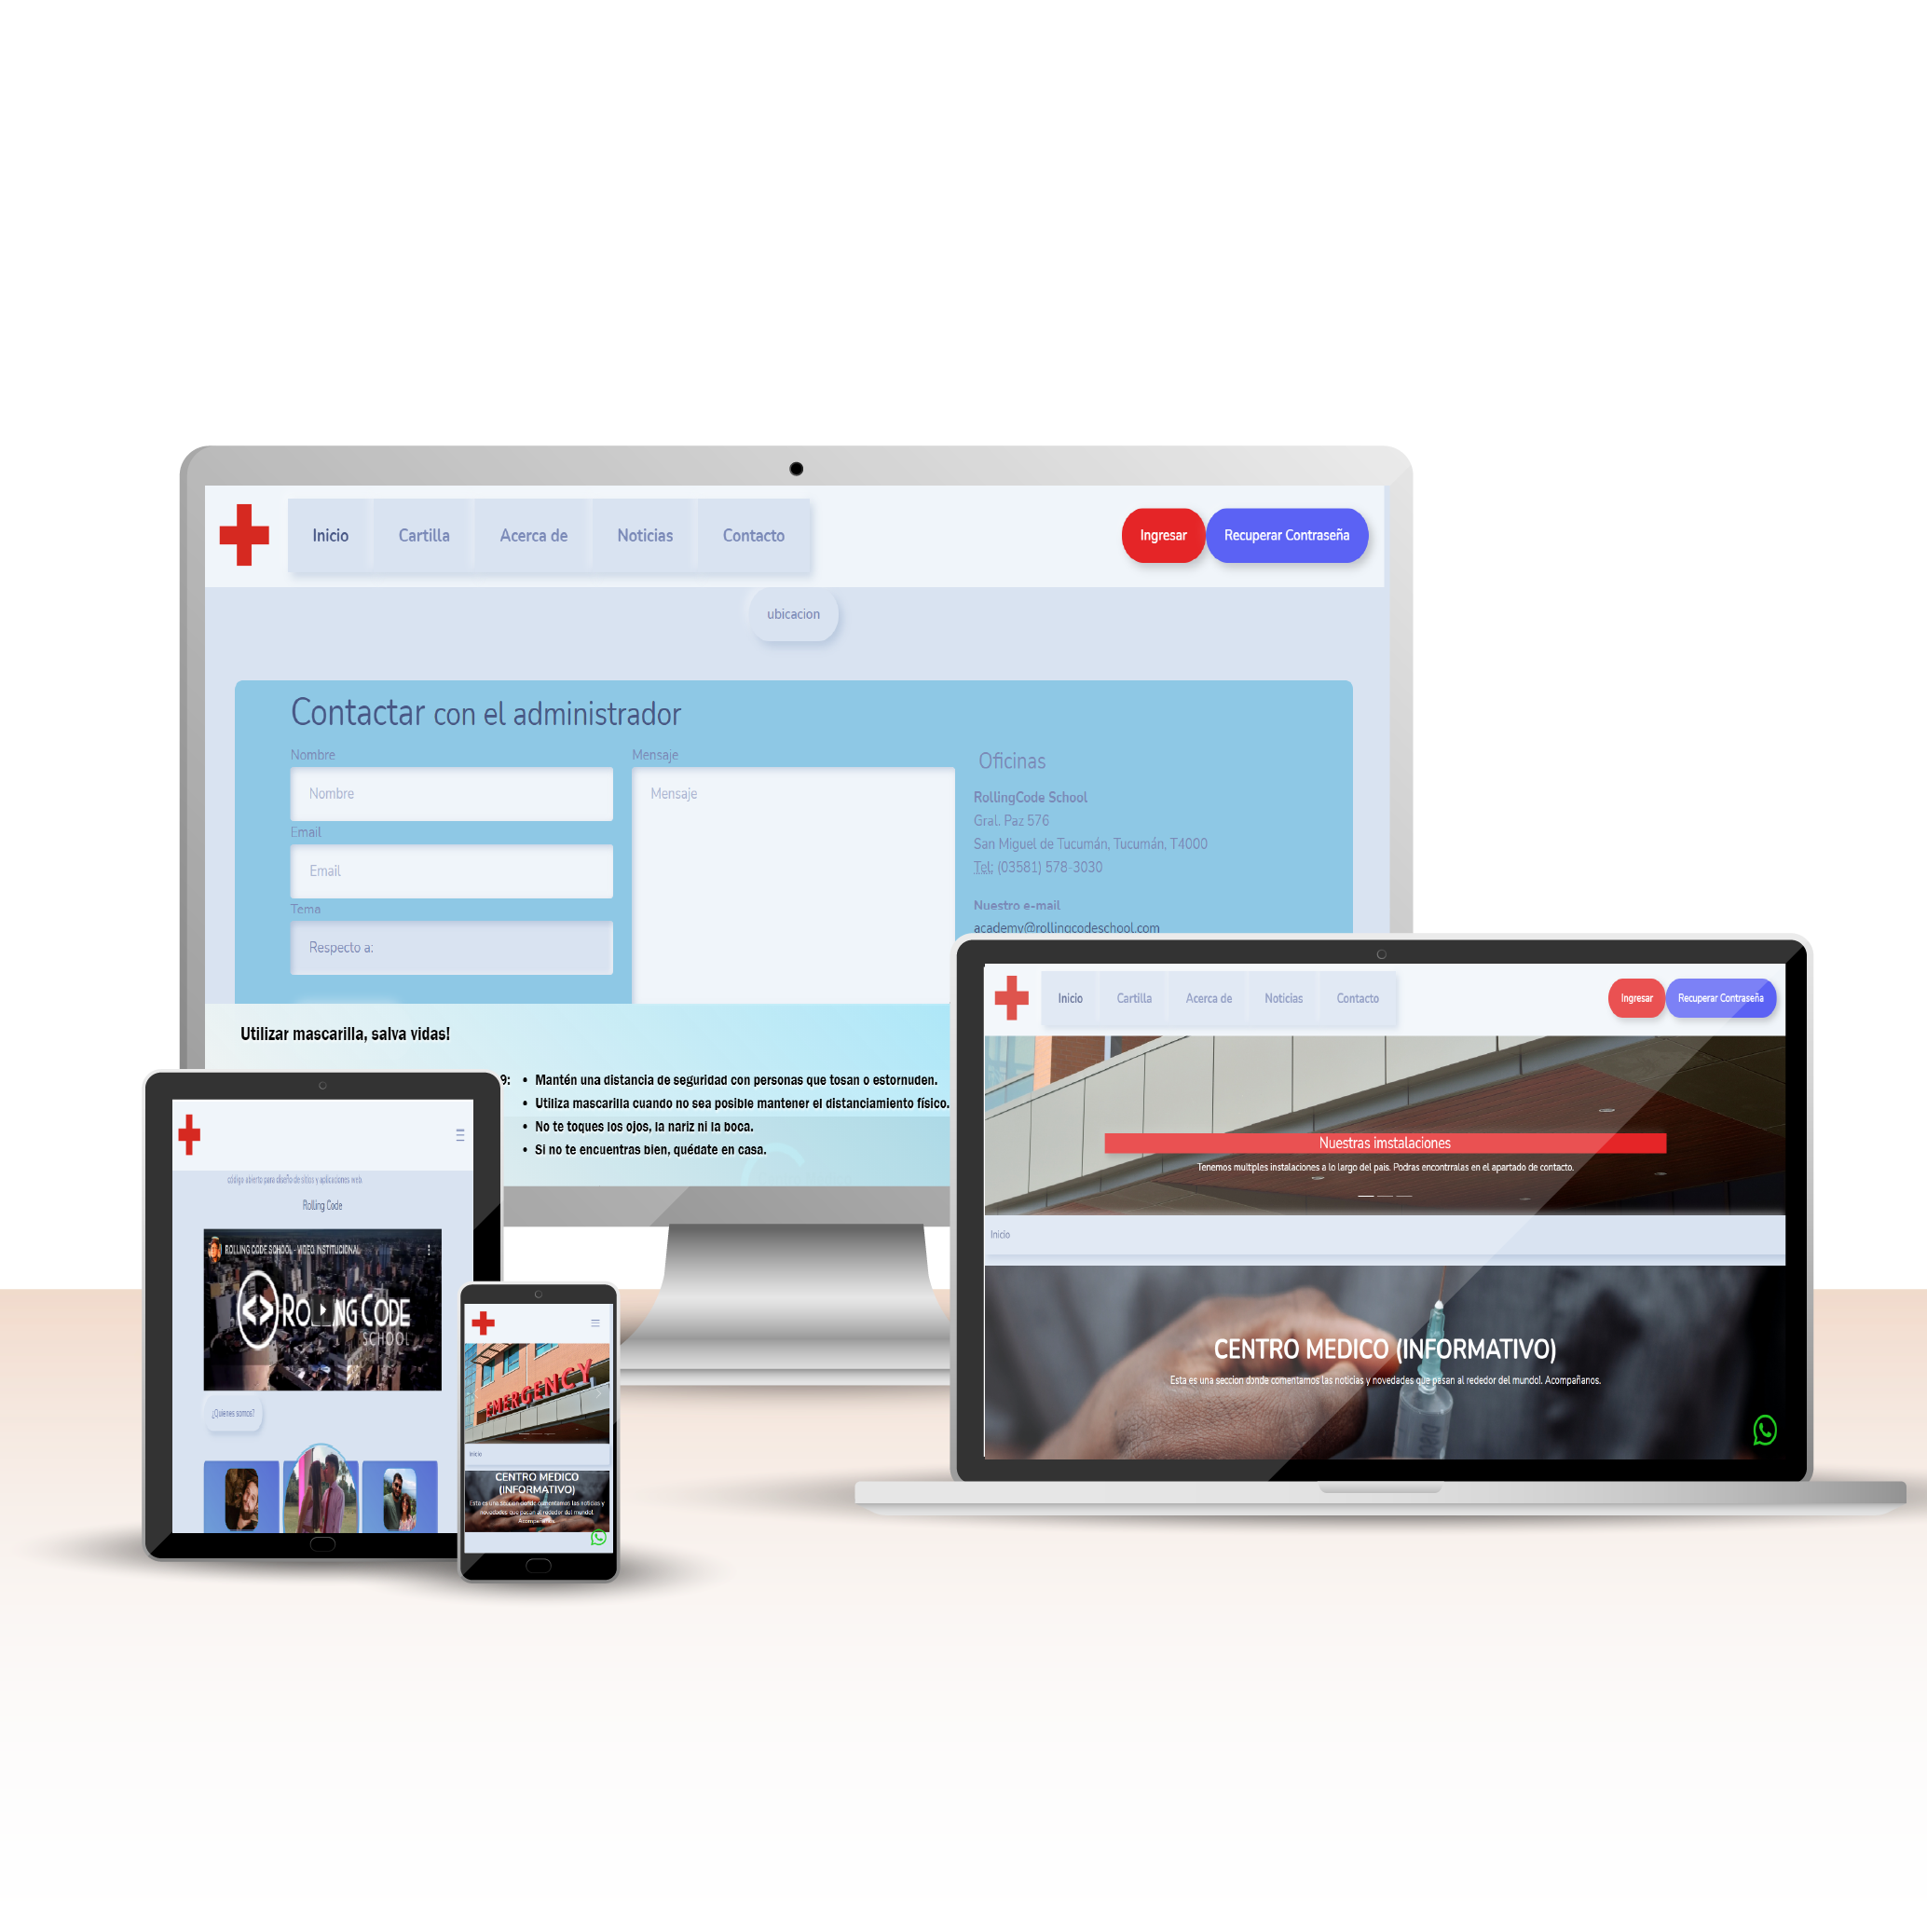 Inicio
Cartilla
Acerca de
Noticias
Contacto
Ingresar
Recuperar Contraseña
ubicacion
Contactar con el administrador
Nombre
Nombre
Email
Email
Tema
Respecto a:
Mensaje
Mensaje
Oficinas
RollingCode School
Gral. Paz 576
San Miguel de Tucumán, Tucumán, T4000
Tel: (03581) 578-3030
Nuestro e-mail
academy@rollingcodeschool.com
Utilizar mascarilla, salva vidas!
9:
• Mantén una distancia de seguridad con personas que tosan o estornuden.
• Utiliza mascarilla cuando no sea posible mantener el distanciamiento físico.
• No te toques los ojos, la nariz ni la boca.
• Si no te encuentras bien, quédate en casa.
Inicio
Cartilla
Acerca de
Noticias
Contacto
Ingresar
Recuperar Contraseña
Nuestras imstalaciones
Tenemos multiples instalaciones a lo largo del pais. Podras encontrralas en el apartado de contacto.
Inicio
CENTRO MEDICO (INFORMATIVO)
Esta es una seccion donde comentamos las noticias y novedades que pasan al rededor del mundo!. Acompañanos.
código abierto para diseño de sitios y aplicaciones web.
Rolling Code
ROLLING CODE SCHOOL - VIDEO INSTITUCIONAL
ROLLING CODE
SCHOOL
¿Quienes somos?
EMERGENCY
Inicio
CENTRO MEDICO
(INFORMATIVO)
Esta es una seccion donde comentamos las noticias y
novedades que pasan al rededor del mundo!.
Acompañanos.